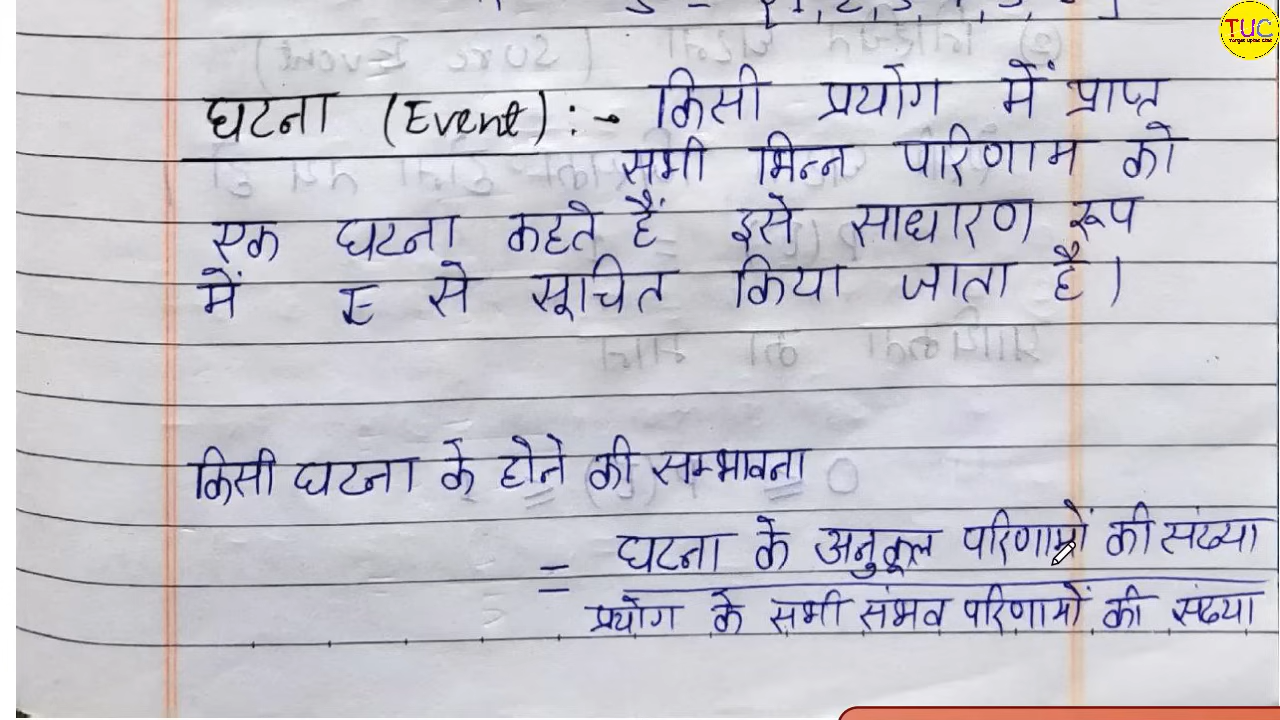 TUC
घटना (Event) :- किसी प्रयोग में प्राप्त
सभी भिन्न परिणाम को
एक घटना कहते हैं इसे साधारण रूप
में E से सूचित किया जाता है।
किसी घटना के होने की सम्भावना
= घटना के अनुकूल परिणामों की संख्या
प्रयोग के सभी संभव परिणामों की संख्या